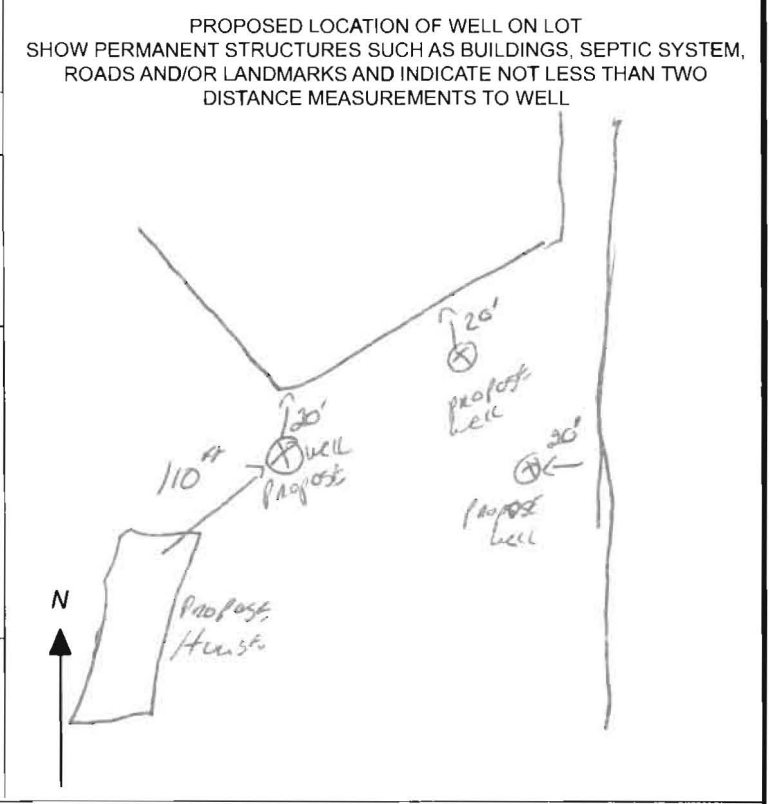 PROPOSED LOCATION OF WELL ON LOT
SHOW PERMANENT STRUCTURES SUCH AS BUILDINGS, SEPTIC SYSTEM,
ROADS AND/OR LANDMARKS AND INDICATE NOT LESS THAN TWO
DISTANCE MEASUREMENTS TO WELL
20'
propose
well
20'
well
propose
110 ft
20'
propose
well
N
Propose
House